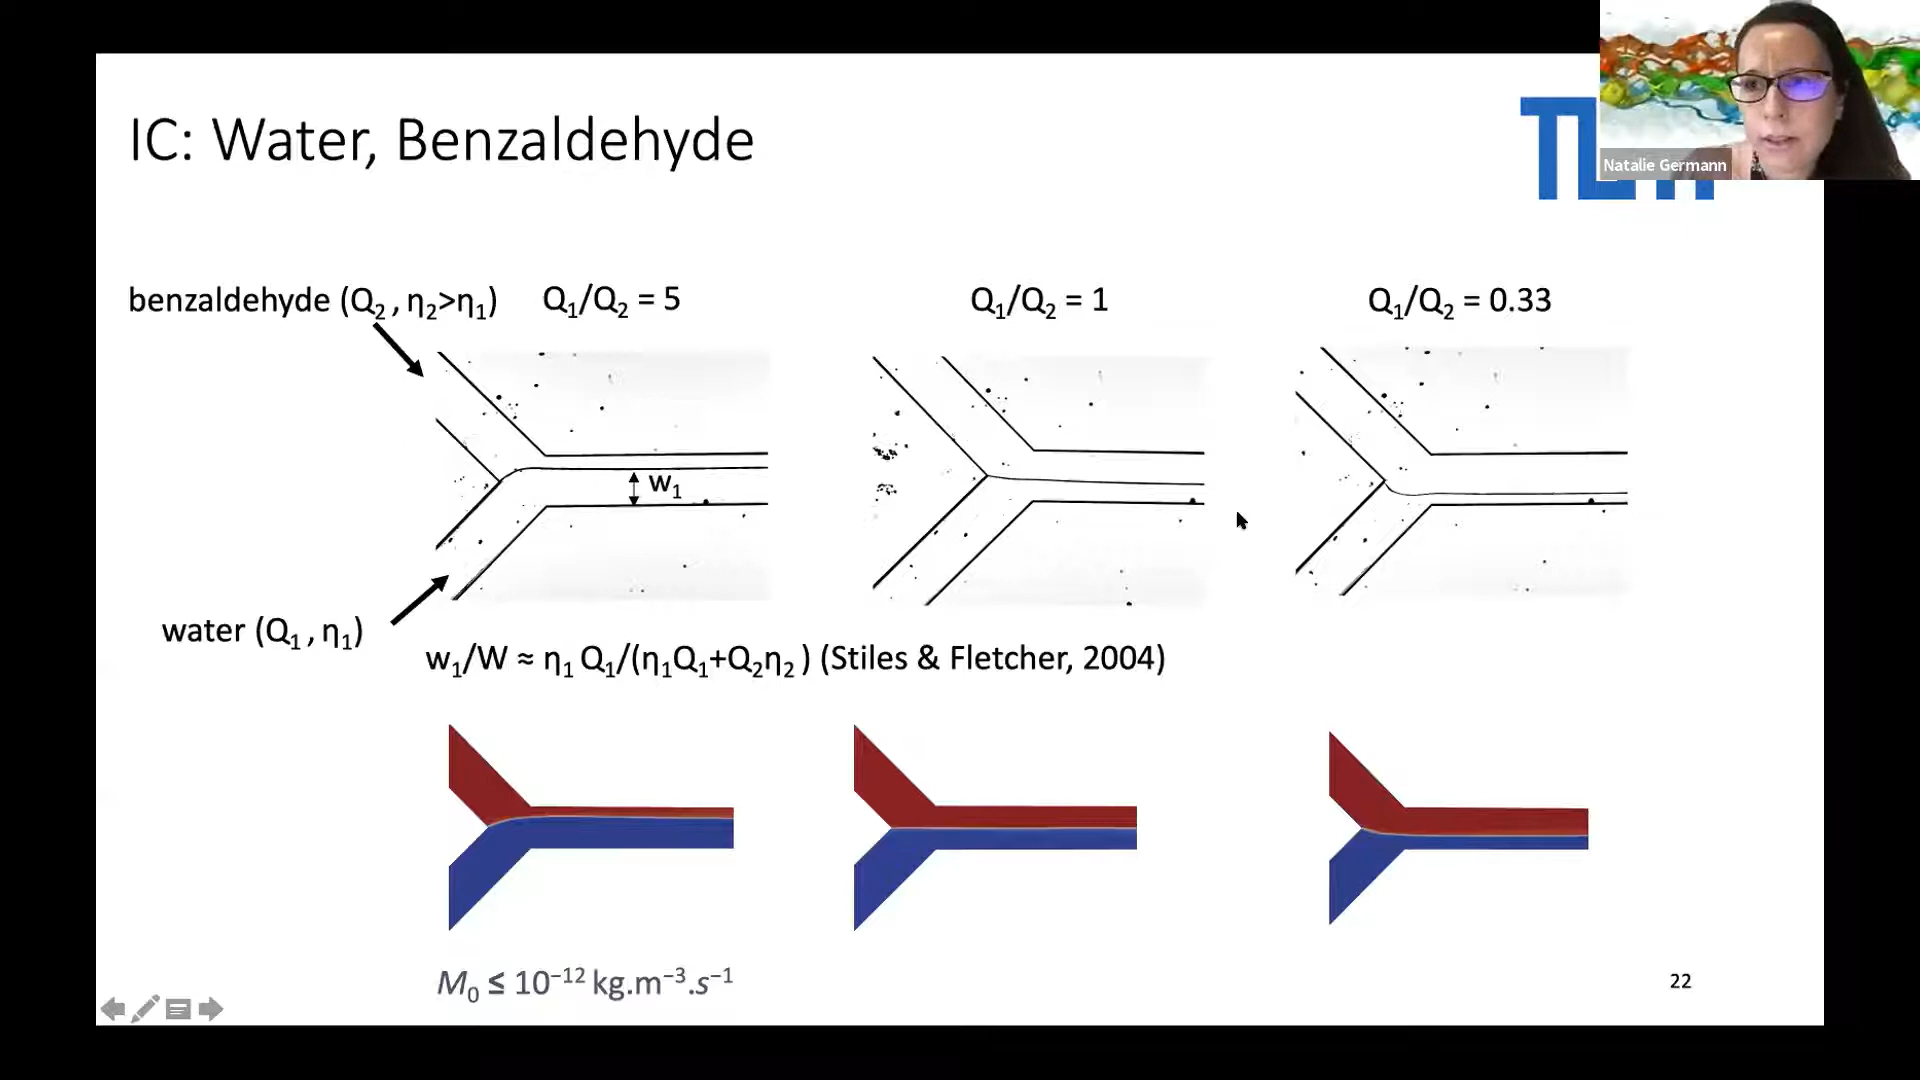 IC: Water, Benzaldehyde
Natalie Germann
benzaldehyde (Q₂ , η₂>η₁)
Q₁/Q₂ = 5
Q₁/Q₂ = 1
Q₁/Q₂ = 0.33
w₁
water (Q₁ , η₁)
w₁/W ≈ η₁ Q₁/(η₁Q₁+Q₂η₂ ) (Stiles & Fletcher, 2004)
M₀ ≤ 10⁻¹² kg.m⁻³.s⁻¹
22